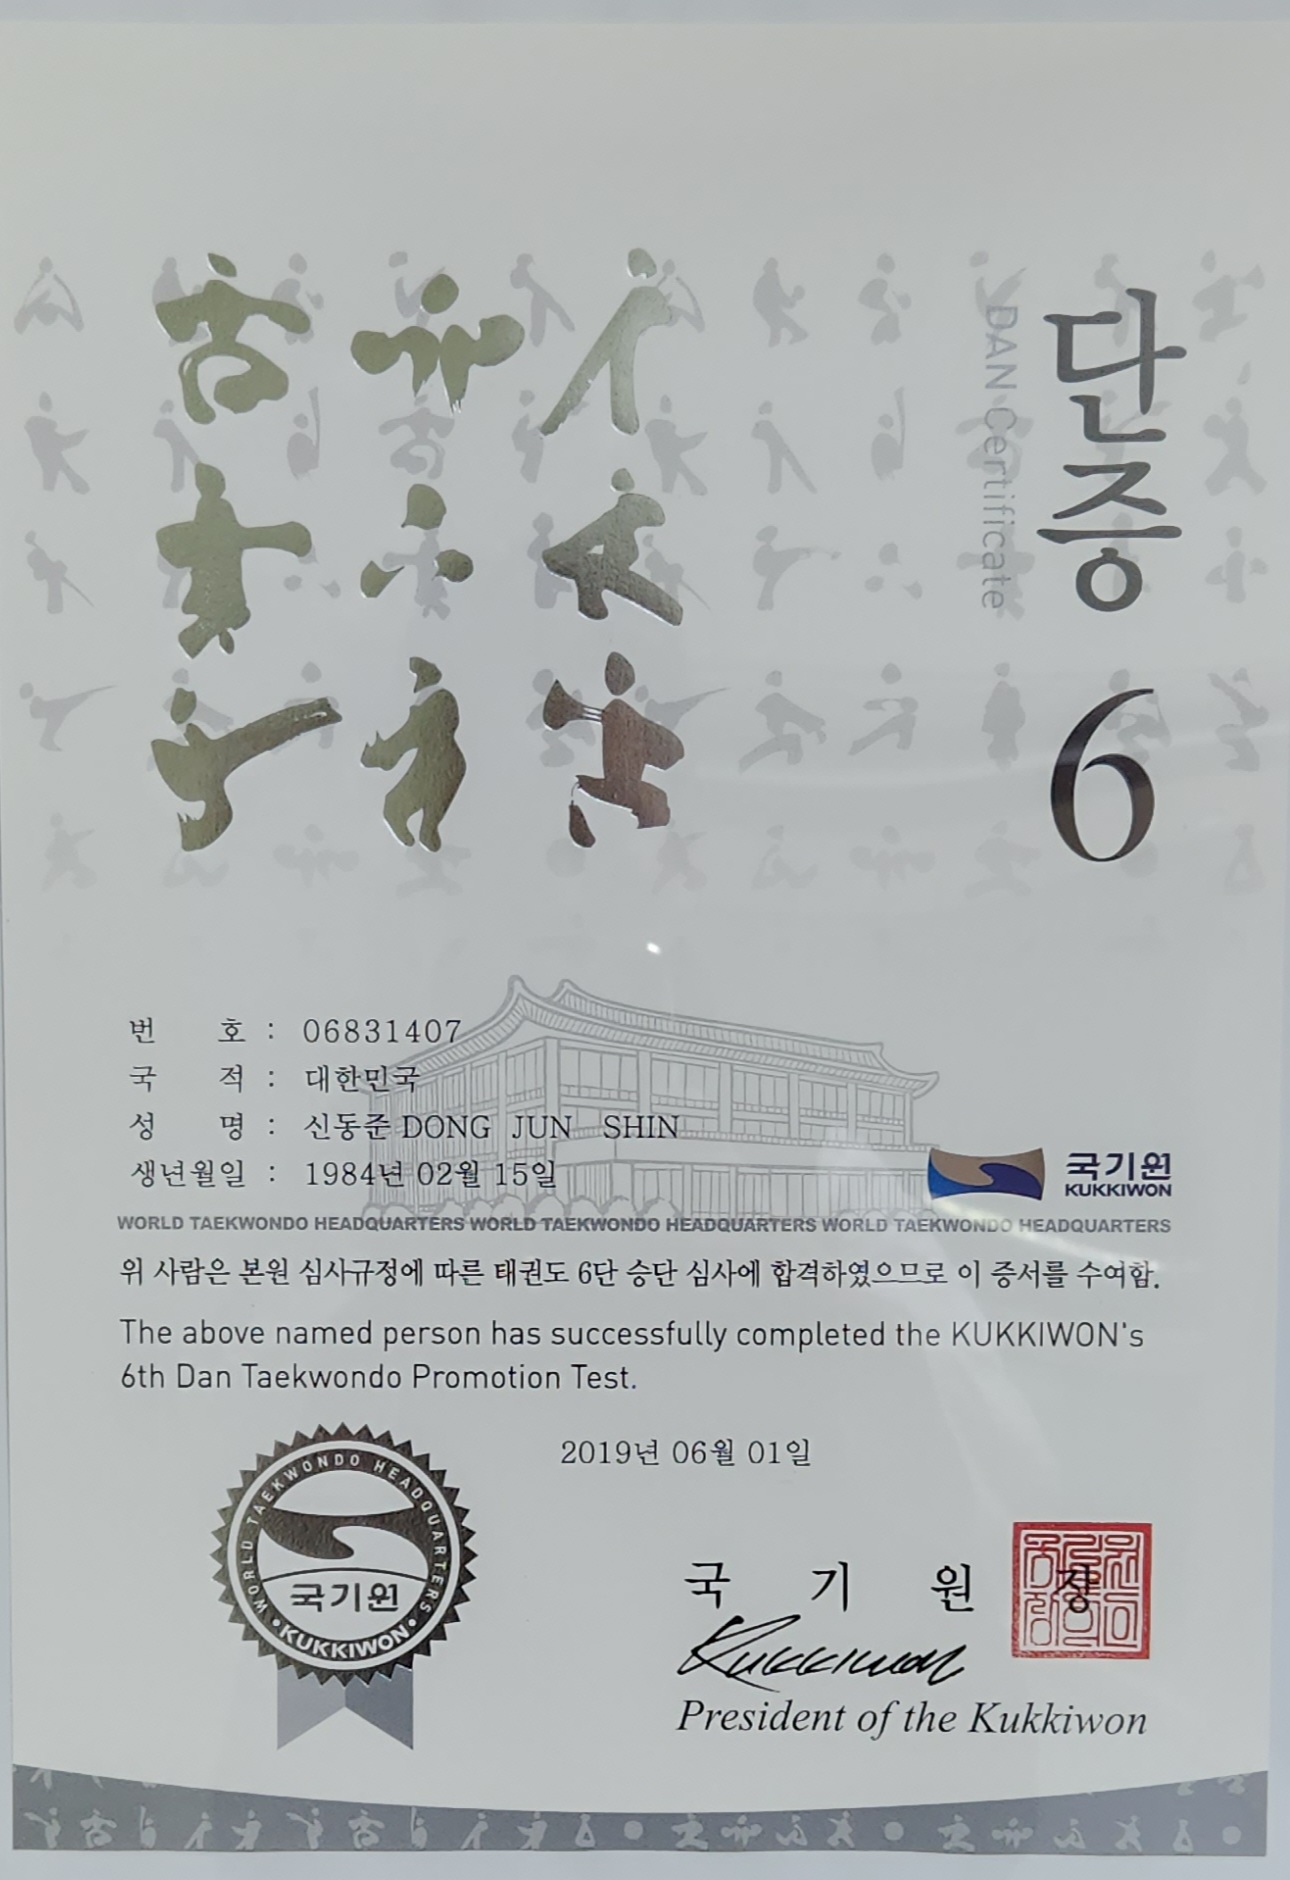 단증
DAN Certificate
6
번 호 : 06831407
국 적 : 대한민국
성 명 : 신동준 DONG JUN SHIN
생년월일 : 1984년 02월 15일
국기원
KUKKIWON
WORLD TAEKWONDO HEADQUARTERS WORLD TAEKWONDO HEADQUARTERS WORLD TAEKWONDO HEADQUARTERS
위 사람은 본원 심사규정에 따른 태권도 6단 승단 심사에 합격하였으므로 이 증서를 수여함.
The above named person has successfully completed the KUKKIWON's
6th Dan Taekwondo Promotion Test.
2019년 06월 01일
WORLD TAEKWONDO HEADQUARTERS
국기원
KUKKIWON
국 기 원 장
Kukkiwon
President of the Kukkiwon